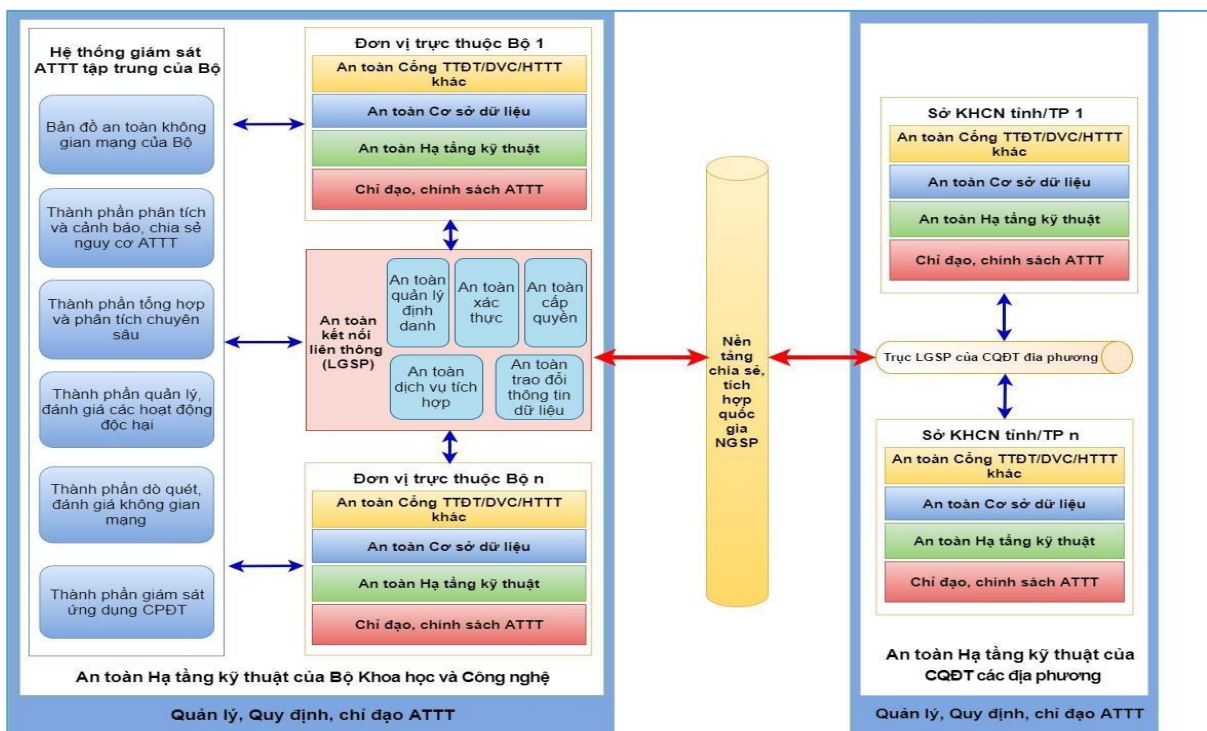 Hệ thống giám sát
ATTT tập trung của Bộ
Bản đồ an toàn không
gian mạng của Bộ
Thành phần phân tích
và cảnh báo, chia sẻ
nguy cơ ATTT
Thành phần tổng hợp
và phân tích chuyên
sâu
Thành phần quản lý,
đánh giá các hoạt động
độc hại
Thành phần dò quét,
đánh giá không gian
mạng
Thành phần giám sát
ứng dụng CPĐT
Đơn vị trực thuộc Bộ 1
An toàn Cổng TTĐT/DVC/HTTT
khác
An toàn Cơ sở dữ liệu
An toàn Hạ tầng kỹ thuật
Chỉ đạo, chính sách ATTT
An toàn
kết nối
liên thông
(LGSP)
An toàn
quản lý
định
danh
An toàn
xác
thực
An toàn
cấp
quyền
An toàn
dịch vụ tích
hợp
An toàn
trao đổi
thông tin
dữ liệu
Đơn vị trực thuộc Bộ n
An toàn Cổng TTĐT/DVC/HTTT
khác
An toàn Cơ sở dữ liệu
An toàn Hạ tầng kỹ thuật
Chỉ đạo, chính sách ATTT
An toàn Hạ tầng kỹ thuật của Bộ Khoa học và Công nghệ
Quản lý, Quy định, chỉ đạo ATTT
Nền
tảng
chia sẻ,
tích
hợp
quốc
gia
NGSP
Sở KHCN tỉnh/TP 1
An toàn Cổng TTĐT/DVC/HTTT
khác
An toàn Cơ sở dữ liệu
An toàn Hạ tầng kỹ thuật
Chỉ đạo, chính sách ATTT
Trục LGSP của CQĐT địa phương
Sở KHCN tỉnh/TP n
An toàn Cổng TTĐT/DVC/HTTT
khác
An toàn Cơ sở dữ liệu
An toàn Hạ tầng kỹ thuật
Chỉ đạo, chính sách ATTT
An toàn Hạ tầng kỹ thuật của
CQĐT các địa phương
Quản lý, Quy định, chỉ đạo ATTT